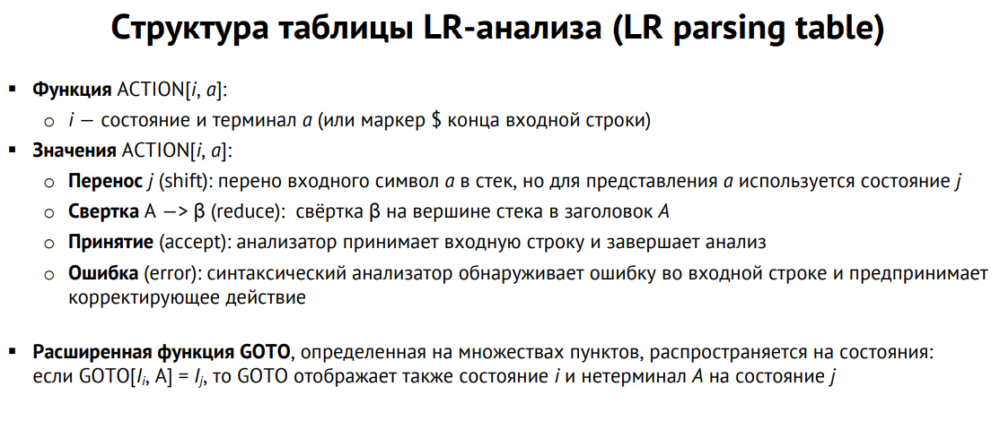 Структура таблицы LR-анализа (LR parsing table)
▪ Функция ACTION[i, a]:
o i — состояние и терминал a (или маркер $ конца входной строки)
▪ Значения ACTION[i, a]:
o Перенос j (shift): перено входного символ a в стек, но для представления a используется состояние j
o Свертка A —> β (reduce): свёртка β на вершине стека в заголовок A
o Принятие (accept): анализатор принимает входную строку и завершает анализ
o Ошибка (error): синтаксический анализатор обнаруживает ошибку во входной строке и предпринимает
корректирующее действие
▪ Расширенная функция GOTO, определенная на множествах пунктов, распространяется на состояния:
если GOTO[Ii, A] = Ij, то GOTO отображает также состояние i и нетерминал A на состояние j